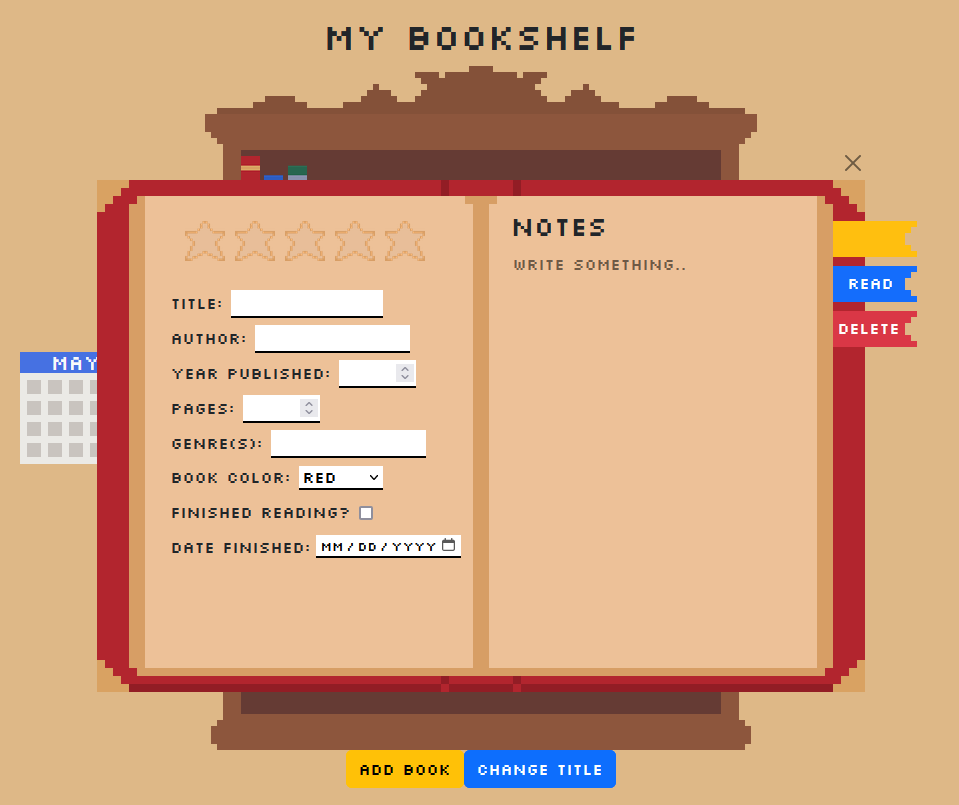 MY BOOKSHELF
NOTES
WRITE SOMETHING..
TITLE:
AUTHOR:
YEAR PUBLISHED:
PAGES:
GENRE(S):
BOOK COLOR: RED
FINISHED READING?
DATE FINISHED: MM/DD/YYYY
READ
DELETE
MAY
ADD BOOK
CHANGE TITLE